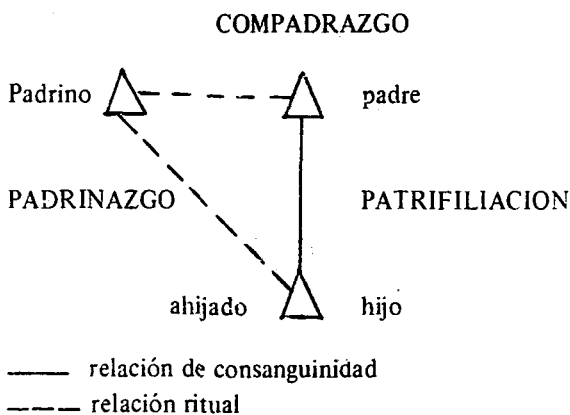 COMPADRAZGO
Padrino padre
PADRINAZGO PATRIFILIACION
ahijado hijo
relación de consanguinidad
relación ritual